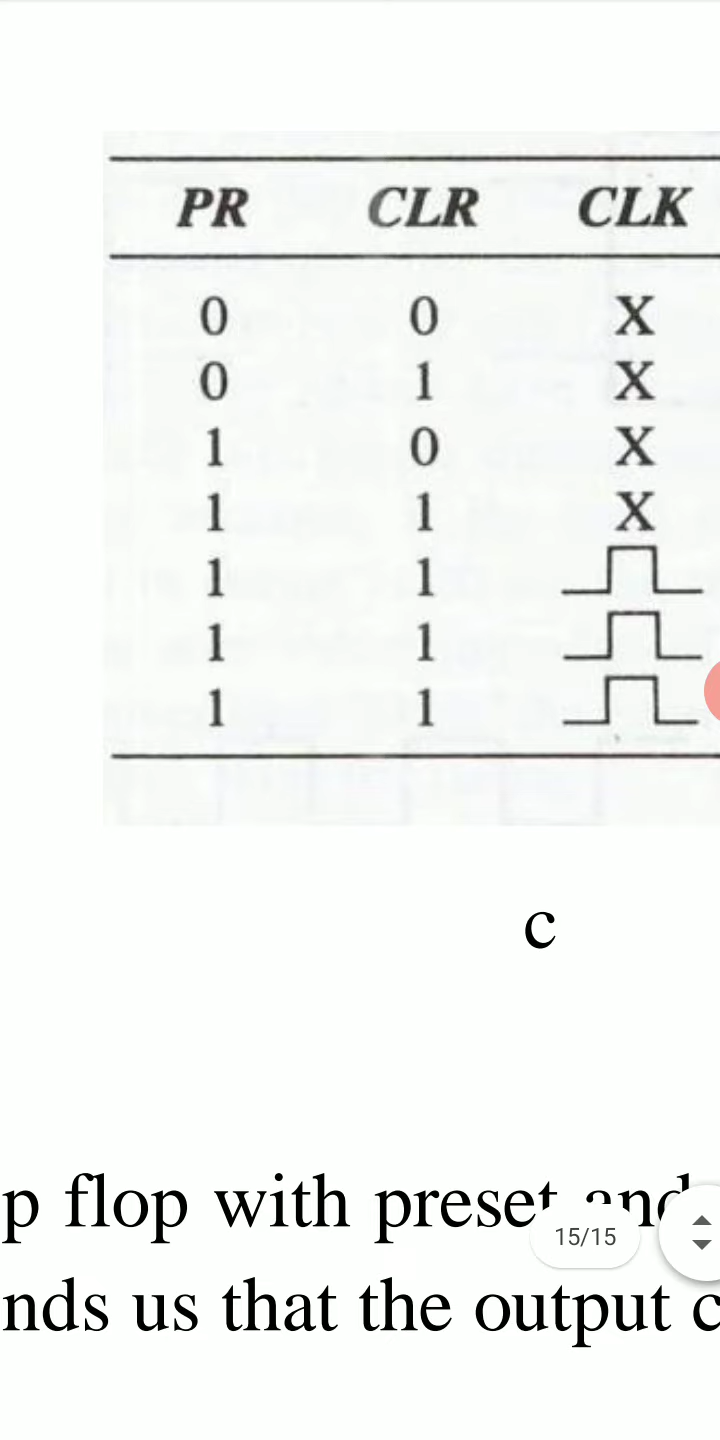 PR CLR CLK
0 0 X
0 1 X
1 0 X
1 1 X
1 1
1 1
1 1
c
p flop with preset and
15/15
nds us that the output c